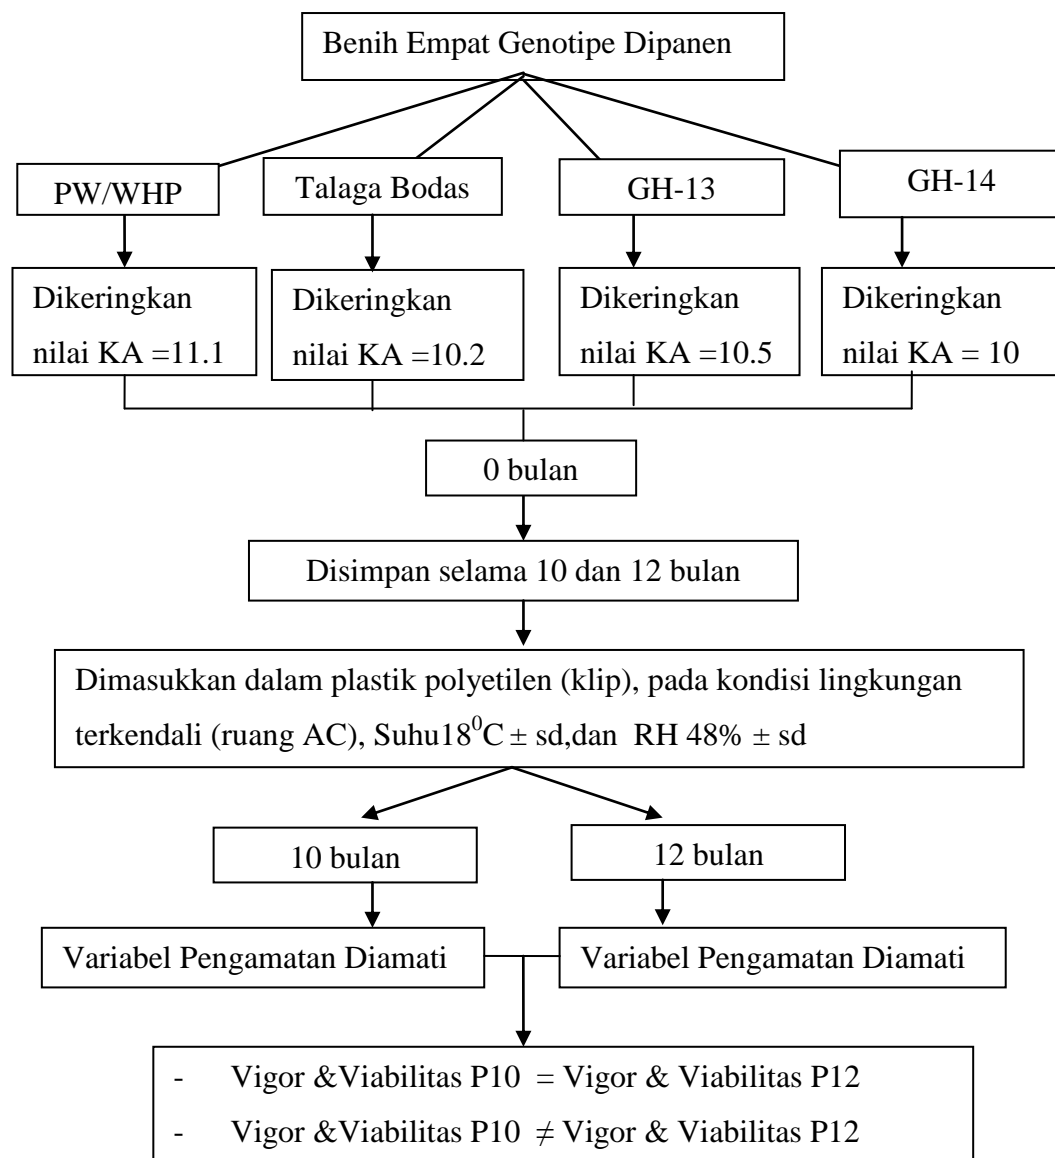 Benih Empat Genotipe Dipanen
PW/WHP
Talaga Bodas
GH-13
GH-14
Dikeringkan
nilai KA =11.1
Dikeringkan
nilai KA =10.2
Dikeringkan
nilai KA =10.5
Dikeringkan
nilai KA = 10
0 bulan
Disimpan selama 10 dan 12 bulan
Dimasukkan dalam plastik polyetilen (klip), pada kondisi lingkungan
terkendali (ruang AC), Suhu18⁰C ± sd,dan RH 48% ± sd
10 bulan
12 bulan
Variabel Pengamatan Diamati
Variabel Pengamatan Diamati
- Vigor &Viabilitas P10 = Vigor & Viabilitas P12
- Vigor &Viabilitas P10 ≠ Vigor & Viabilitas P12